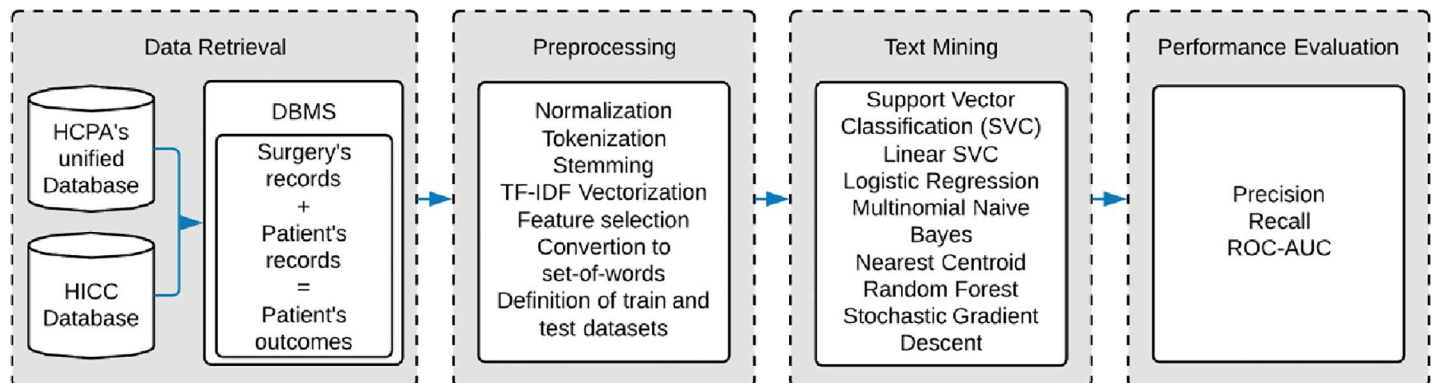 Data Retrieval
HCPA's
unified
Database
HICC
Database
DBMS
Surgery's
records
+
Patient's
records
=
Patient's
outcomes
Preprocessing
Normalization
Tokenization
Stemming
TF-IDF Vectorization
Feature selection
Convertion to
set-of-words
Definition of train and
test datasets
Text Mining
Support Vector
Classification (SVC)
Linear SVC
Logistic Regression
Multinomial Naive
Bayes
Nearest Centroid
Random Forest
Stochastic Gradient
Descent
Performance Evaluation
Precision
Recall
ROC-AUC